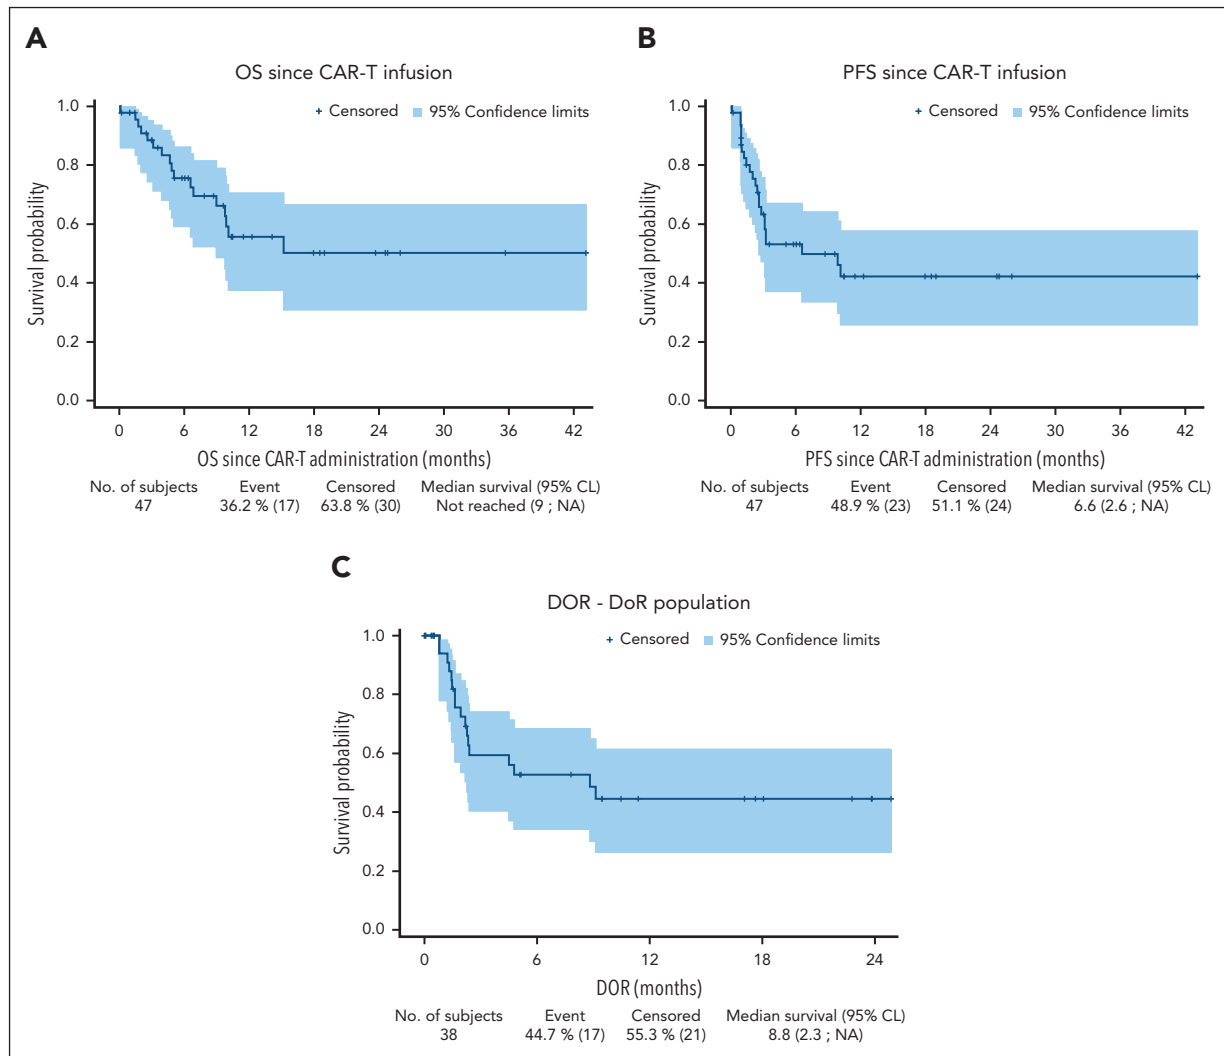 A
OS since CAR-T infusion
+ Censored 95% Confidence limits
Survival probability
1.0
0.8
0.6
0.4
0.2
0.0
0 6 12 18 24 30 36 42
OS since CAR-T administration (months)
No. of subjects Event Censored Median survival (95% CL)
47 36.2 % (17) 63.8 % (30) Not reached (9 ; NA)
B
PFS since CAR-T infusion
+ Censored 95% Confidence limits
Survival probability
1.0
0.8
0.6
0.4
0.2
0.0
0 6 12 18 24 30 36 42
PFS since CAR-T administration (months)
No. of subjects Event Censored Median survival (95% CL)
47 48.9 % (23) 51.1 % (24) 6.6 (2.6 ; NA)
C
DOR - DoR population
+ Censored 95% Confidence limits
Survival probability
1.0
0.8
0.6
0.4
0.2
0.0
0 6 12 18 24
DOR (months)
No. of subjects Event Censored Median survival (95% CL)
38 44.7 % (17) 55.3 % (21) 8.8 (2.3 ; NA)